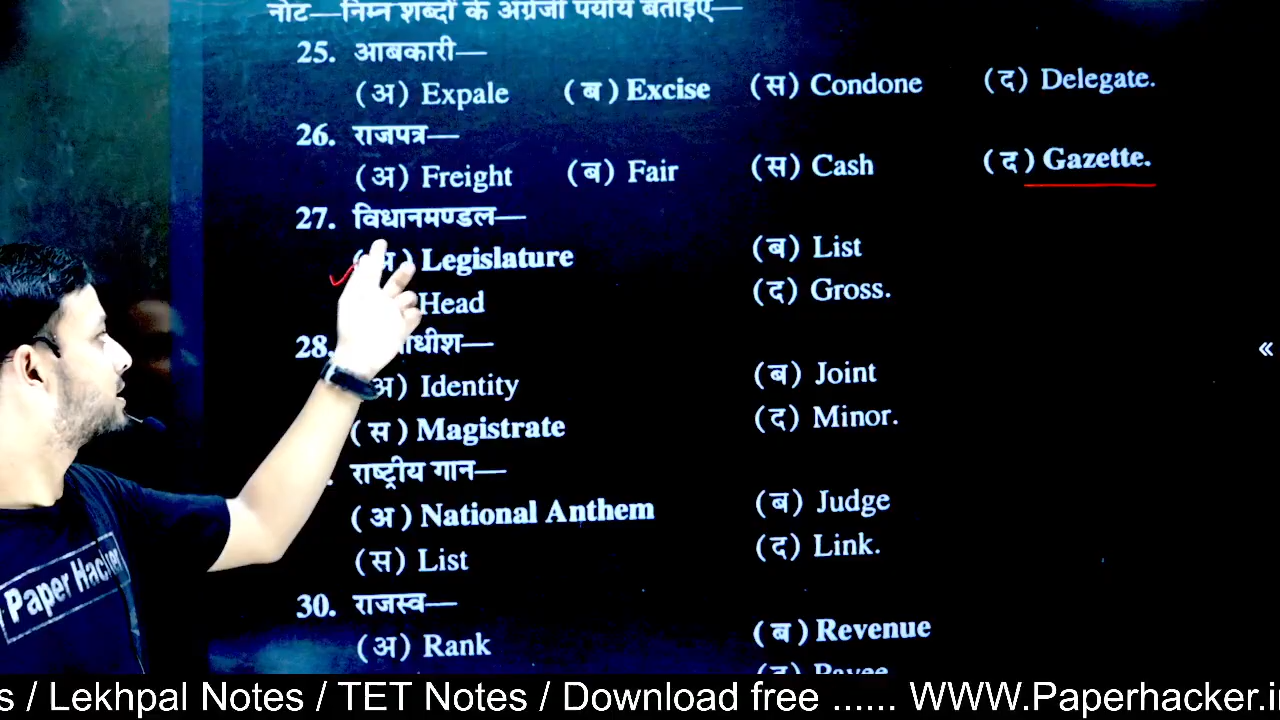 नोट—निम्न शब्दों के अंग्रेजी पर्याय बताइए—
25. आबकारी—
(अ) Expale (ब) Excise (स) Condone (द) Delegate.
26. राजपत्र—
(अ) Freight (ब) Fair (स) Cash (द) Gazette.
27. विधानमण्डल—
(अ) Legislature (ब) List
Head (द) Gross.
28. धीश—
(अ) Identity (ब) Joint
(स) Magistrate (द) Minor.
राष्ट्रीय गान—
(अ) National Anthem (ब) Judge
(स) List (द) Link.
30. राजस्व—
(अ) Rank (ब) Revenue
(द) Payee
«
Paper Hacker
s / Lekhpal Notes / TET Notes / Download free ...... WWW.Paperhacker.i